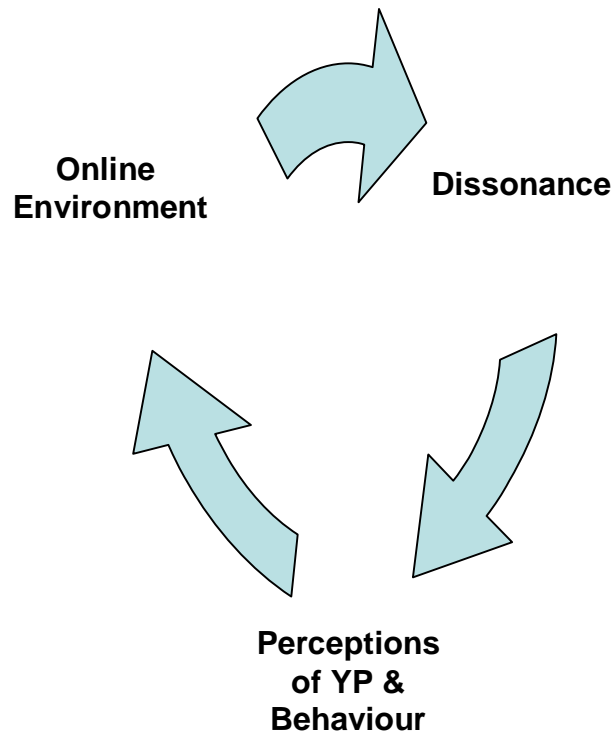 Online
Environment
Dissonance
Perceptions
of YP &
Behaviour